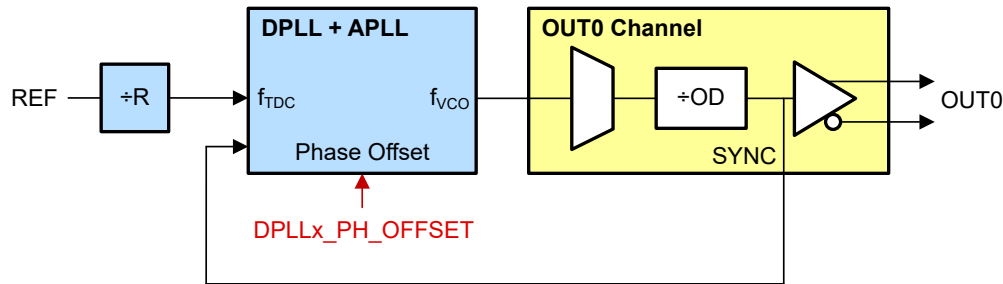 DPLL + APLL
OUT0 Channel
REF
÷R
fTDC
fVCO
÷OD
OUT0
Phase Offset
SYNC
DPLLx_PH_OFFSET